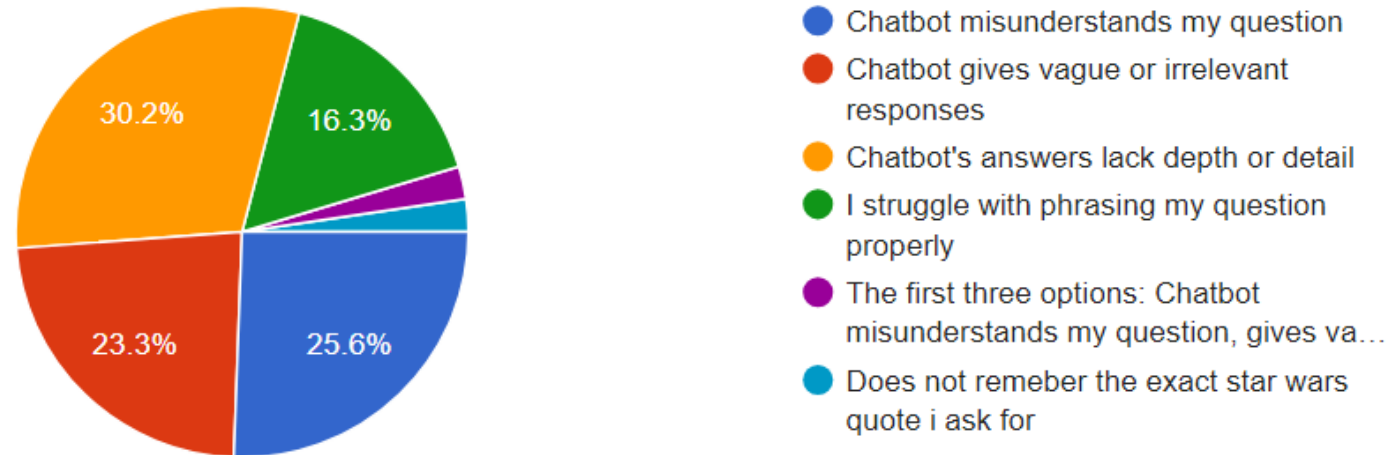 30.2%
16.3%
23.3%
25.6%
Chatbot misunderstands my question
Chatbot gives vague or irrelevant
responses
Chatbot's answers lack depth or detail
I struggle with phrasing my question
properly
The first three options: Chatbot
misunderstands my question, gives va...
Does not remeber the exact star wars
quote i ask for